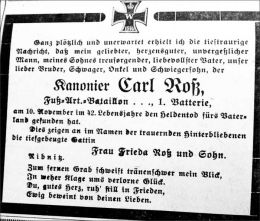 W
Ganz plötzlich und unerwartet erhielt ich die tieftraurige
Nachricht, daß mein geliebter, herzensguter, unvergeßlicher
Mann, meines Sohnes treusorgender, liebevollster Vater, unser
lieber Bruder, Schwager, Onkel und Schwiegersohn, der
Kanonier Carl Roß,
Fuß-Art.-Bataillon . . ., 1. Batterie,
am 10. November im 42. Lebensjahre den Heldentod fürs Vater-
land gefunden hat.
Dies zeigen an im Namen der trauernden Hinterbliebenen
die tiefgebeugte Gattin
Frau Frieda Roß und Sohn.
Ribnitz.
Zum fernen Grab schweift tränenschwer mein Blick,
In weher Klage ums verlorne Glück.
Du, gutes Herz, ruh' still in Frieden,
Ewig beweint von deinen Lieben.